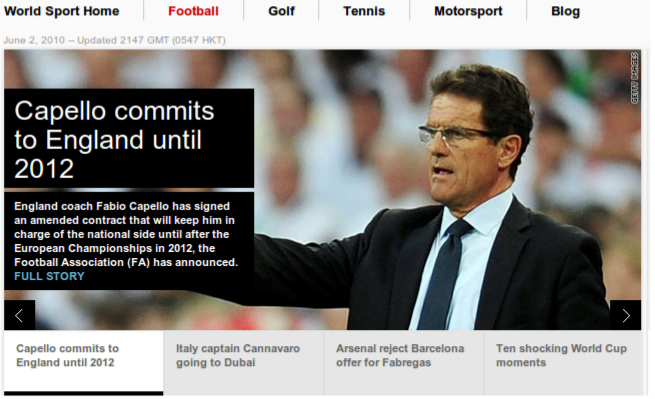 World Sport Home Football Golf Tennis Motorsport Blog
June 2, 2010 – Updated 2147 GMT (0547 HKT)
GETTY IMAGES
Capello commits
to England until
2012
England coach Fabio Capello has signed
an amended contract that will keep him in
charge of the national side until after the
European Championships in 2012, the
Football Association (FA) has announced.
FULL STORY
Capello commits to
England until 2012
Italy captain Cannavaro
going to Dubai
Arsenal reject Barcelona
offer for Fabregas
Ten shocking World Cup
moments